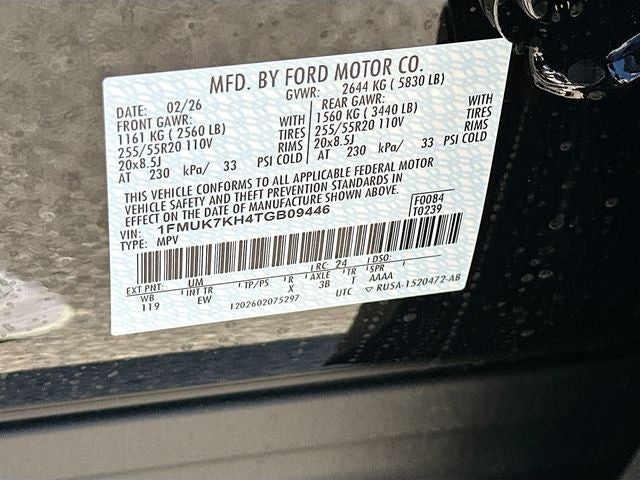 MFD. BY FORD MOTOR CO.
DATE: 02/26 GVWR: 2644 KG ( 5830 LB)
FRONT GAWR: WITH REAR GAWR: WITH
1161 KG ( 2560 LB) TIRES 1560 KG ( 3440 LB) TIRES
255/55R20 110V RIMS 255/55R20 110V RIMS
20x8.5J PSI COLD 20x8.5J PSI COLD
AT 230 kPa/ 33 AT 230 kPa/ 33
THIS VEHICLE CONFORMS TO ALL APPLICABLE FEDERAL MOTOR
VEHICLE SAFETY AND THEFT PREVENTION STANDARDS IN
EFFECT ON THE DATE OF MANUFACTURE SHOWN ABOVE.
VIN: 1FMUK7KH4TGB09446 F0084
TYPE: MPV T0239
EXT PNT: UM RC: 24 DSO:
WB INT TR TP/PS R AXLE TR SPR
119 EW X 3B T AAAA
1202602075297 UTC ▽ RU5A-1520472-AB